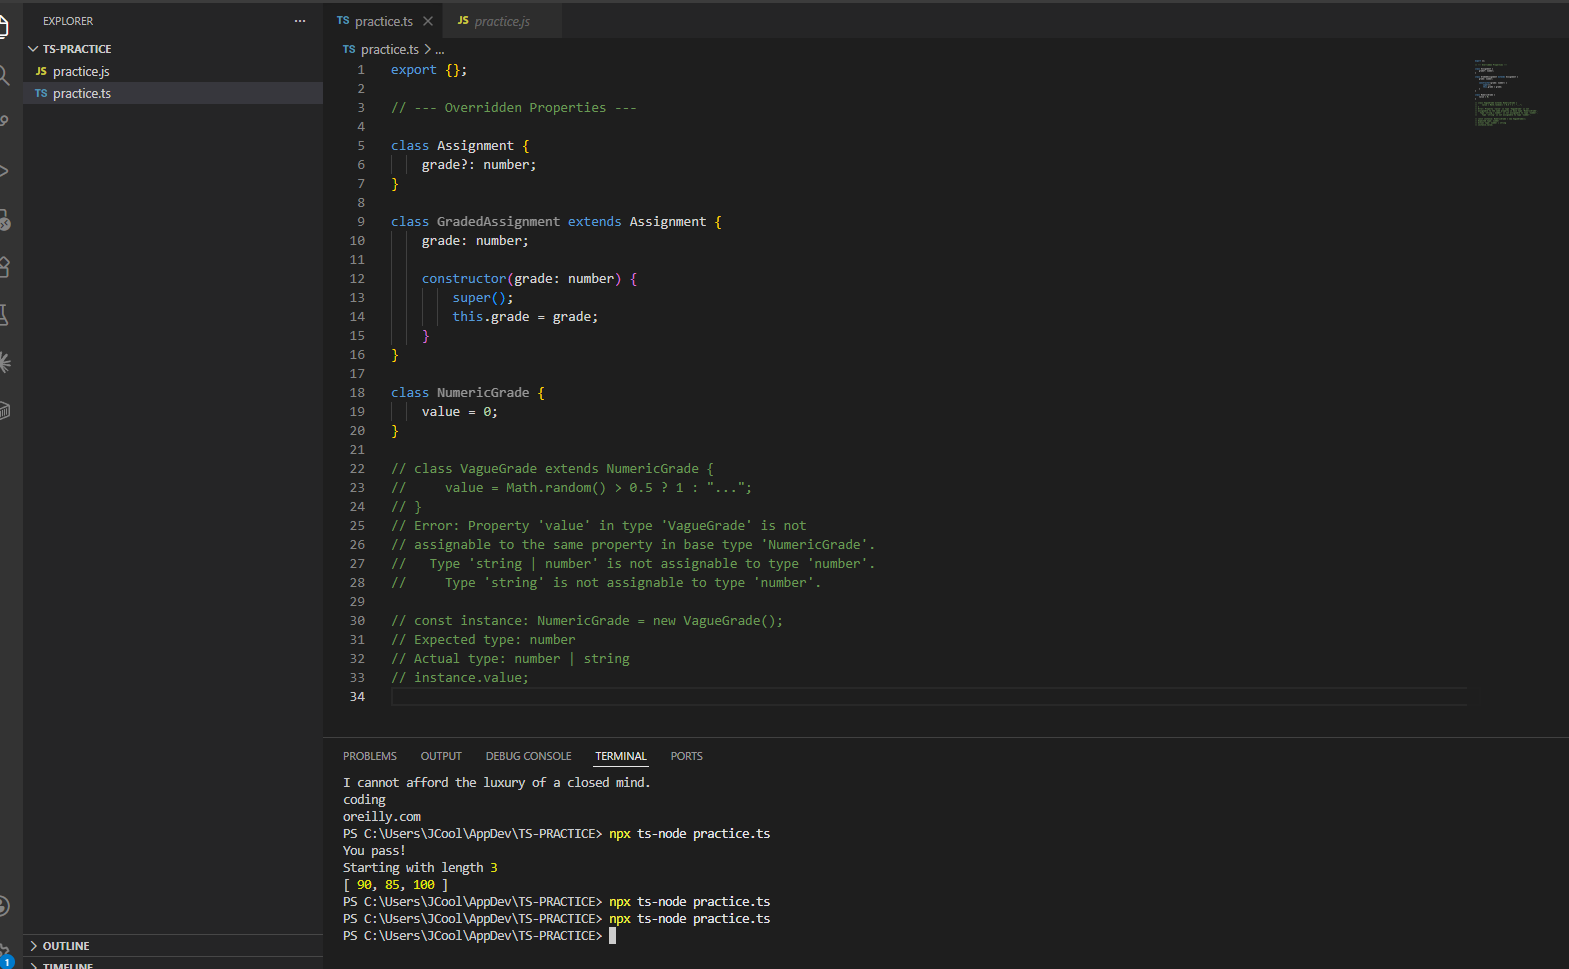 EXPLORER
TS-PRACTICE
JS practice.js
TS practice.ts
OUTLINE
TIMELINE
1
TS practice.ts
JS practice.js
TS practice.ts > ...
1 export {};
2
3 // --- Overridden Properties ---
4
5 class Assignment {
6 grade?: number;
7 }
8
9 class GradedAssignment extends Assignment {
10 grade: number;
11
12 constructor(grade: number) {
13 super();
14 this.grade = grade;
15 }
16 }
17
18 class NumericGrade {
19 value = 0;
20 }
21
22 // class VagueGrade extends NumericGrade {
23 //     value = Math.random() > 0.5 ? 1 : "...";
24 // }
25 // Error: Property 'value' in type 'VagueGrade' is not
26 // assignable to the same property in base type 'NumericGrade'.
27 //   Type 'string | number' is not assignable to type 'number'.
28 //     Type 'string' is not assignable to type 'number'.
29
30 // const instance: NumericGrade = new VagueGrade();
31 // Expected type: number
32 // Actual type: number | string
33 // instance.value;
34
PROBLEMS OUTPUT DEBUG CONSOLE TERMINAL PORTS
I cannot afford the luxury of a closed mind.
coding
oreilly.com
PS C:\Users\JCool\AppDev\TS-PRACTICE> npx ts-node practice.ts
You pass!
Starting with length 3
[ 90, 85, 100 ]
PS C:\Users\JCool\AppDev\TS-PRACTICE> npx ts-node practice.ts
PS C:\Users\JCool\AppDev\TS-PRACTICE> npx ts-node practice.ts
PS C:\Users\JCool\AppDev\TS-PRACTICE>